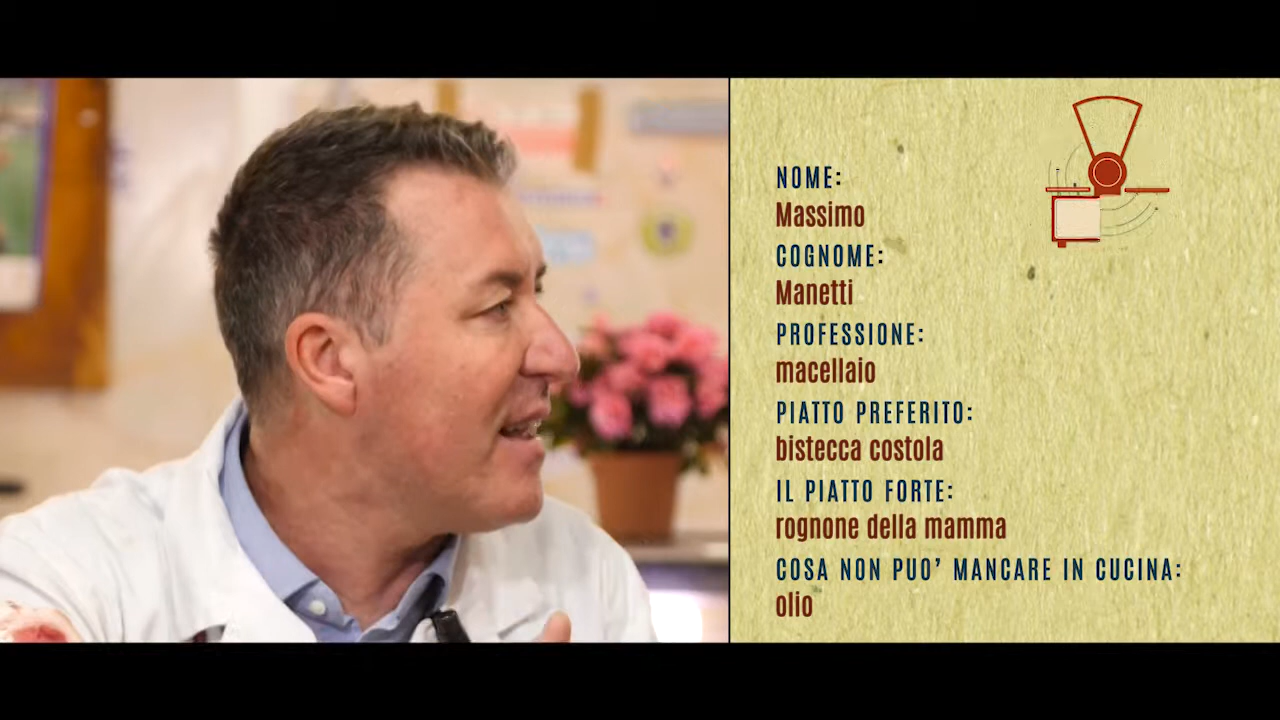 NOME:
Massimo
COGNOME:
Manetti
PROFESSIONE:
macellaio
PIATTO PREFERITO:
bistecca costola
IL PIATTO FORTE:
rognone della mamma
COSA NON PUO’ MANCARE IN CUCINA:
olio